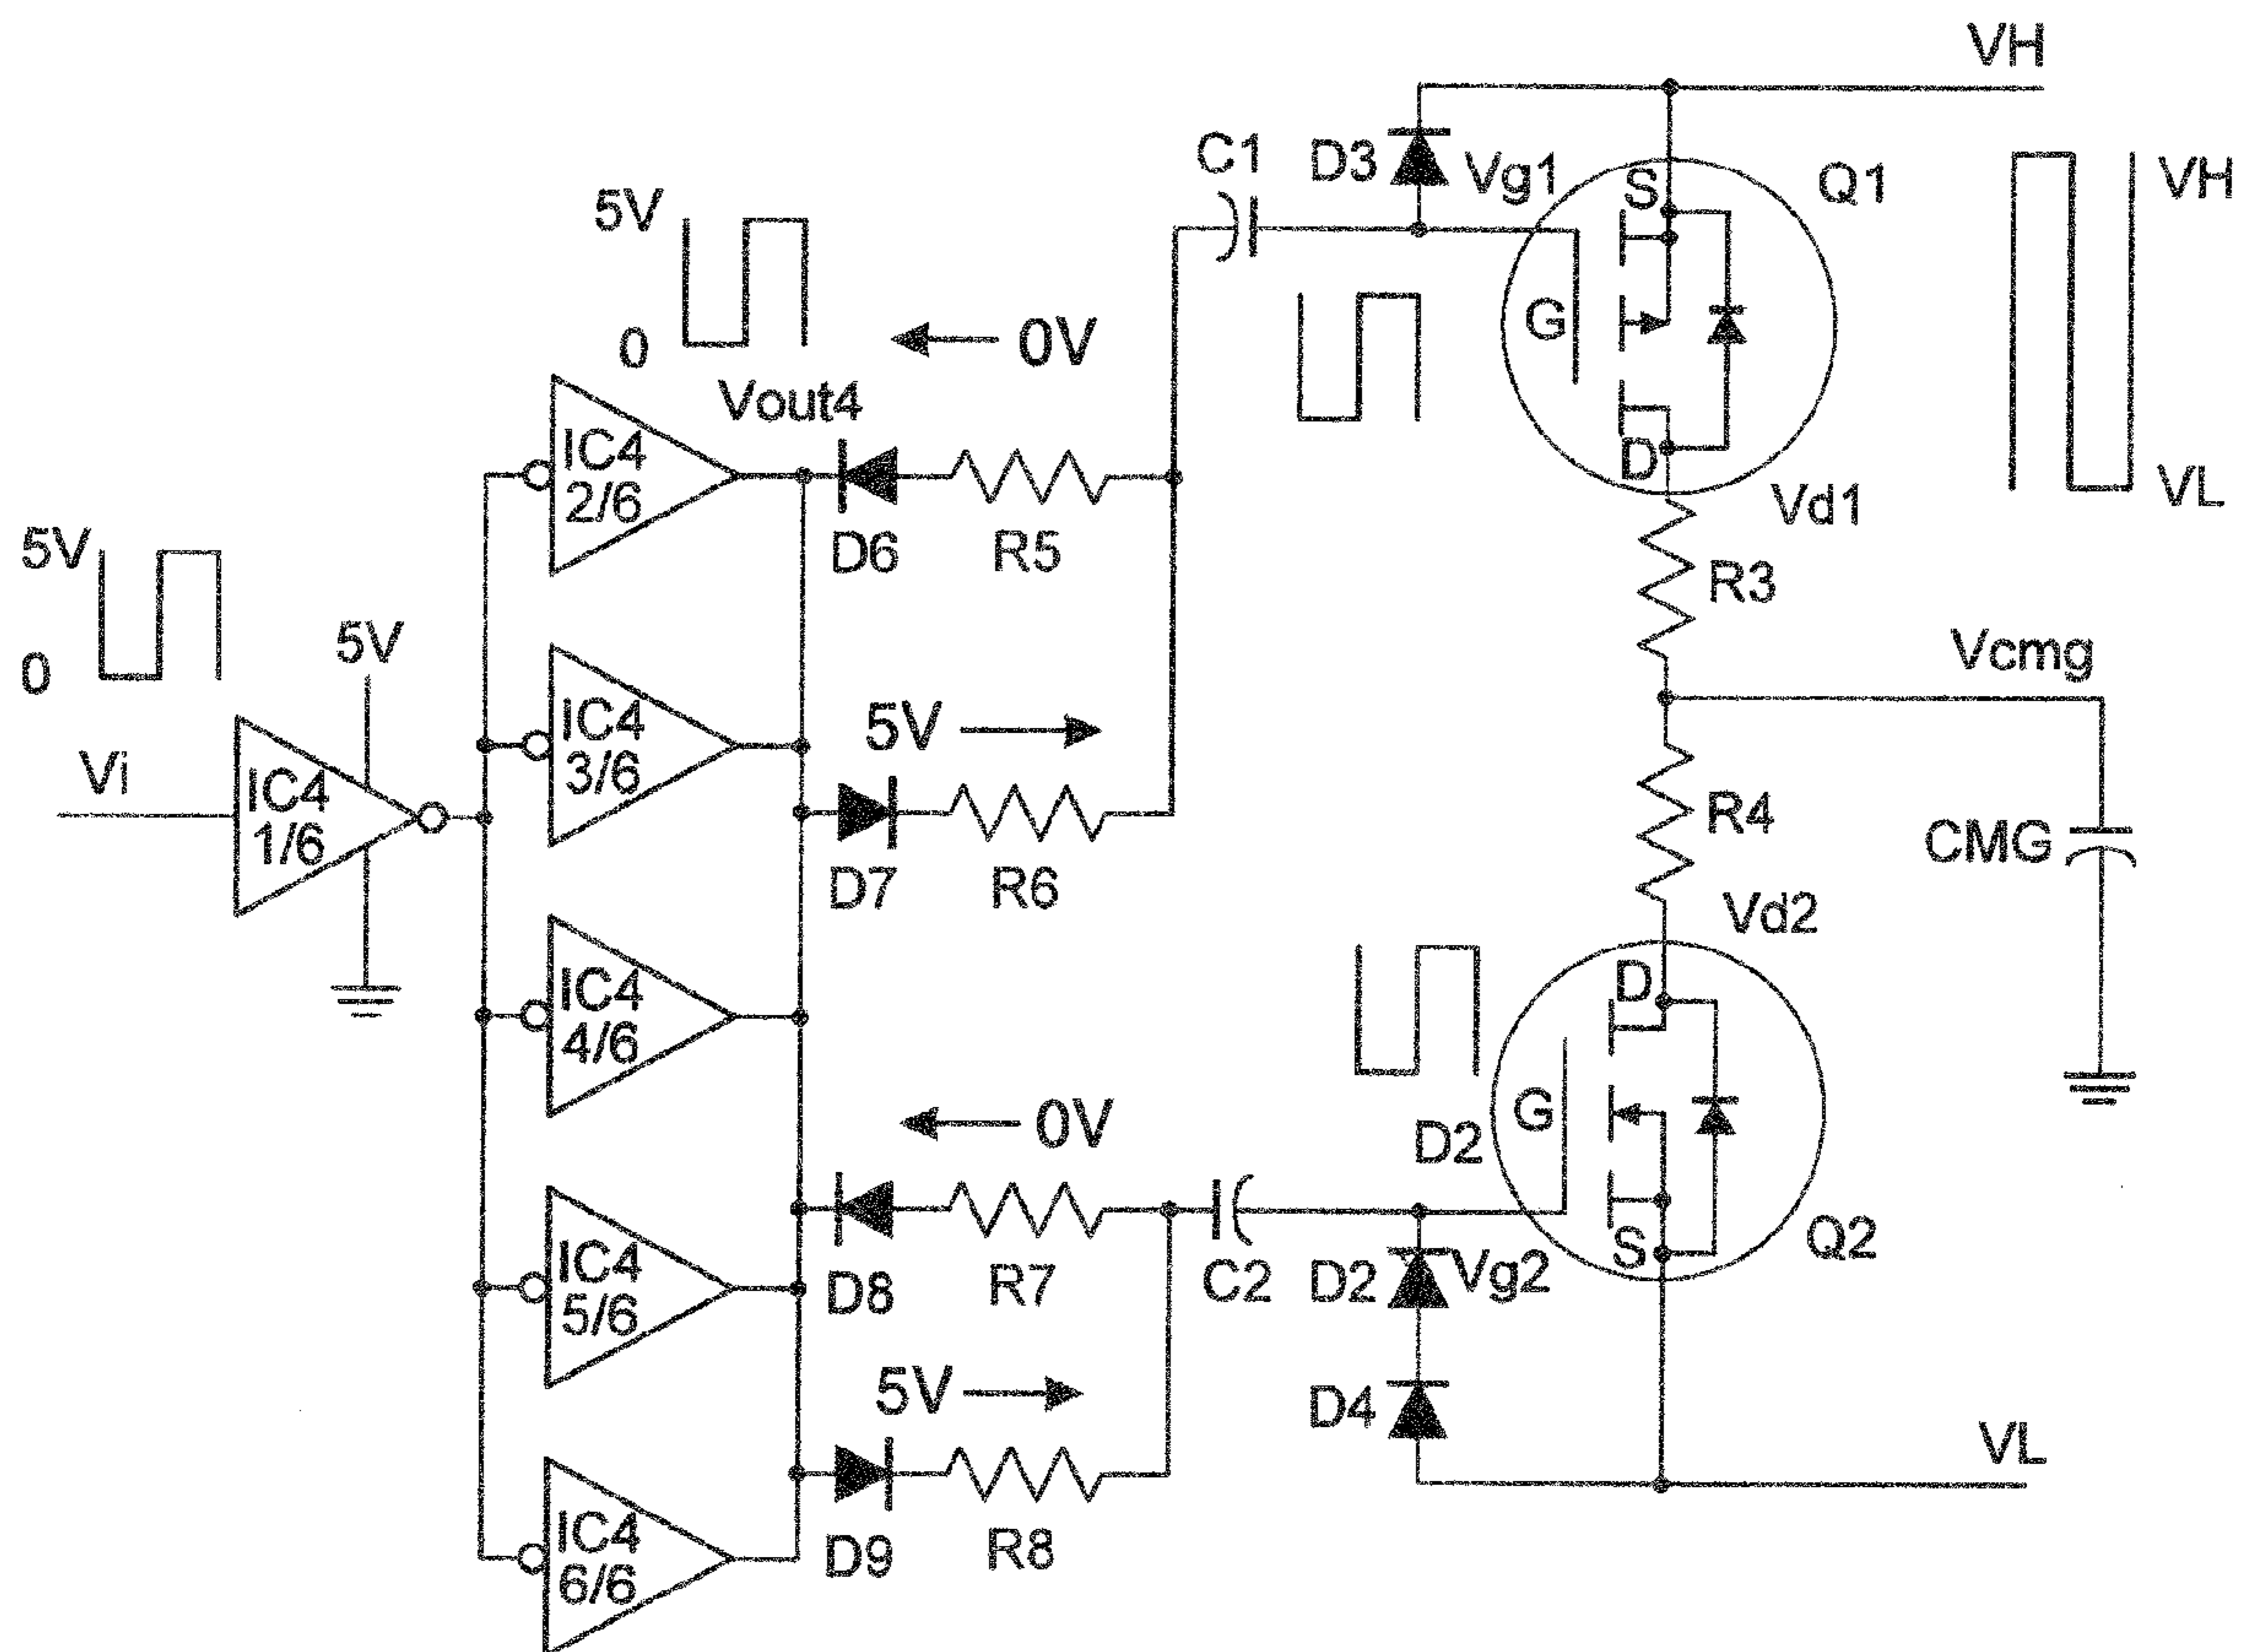 VH
C1
D3
Vg1
S
Q1
VH
5V
0
← 0V
G
Vout4
IC4
2/6
D
VL
Vd1
D6
R5
5V
0
5V
R3
Vcmg
IC4
3/6
5V →
Vi
IC4
1/6
D7
R6
R4
CMG
Vd2
IC4
4/6
D
← 0V
G
D2
S
Q2
IC4
5/6
D8
R7
C2
D2
Vg2
5V →
D4
VL
IC4
6/6
D9
R8